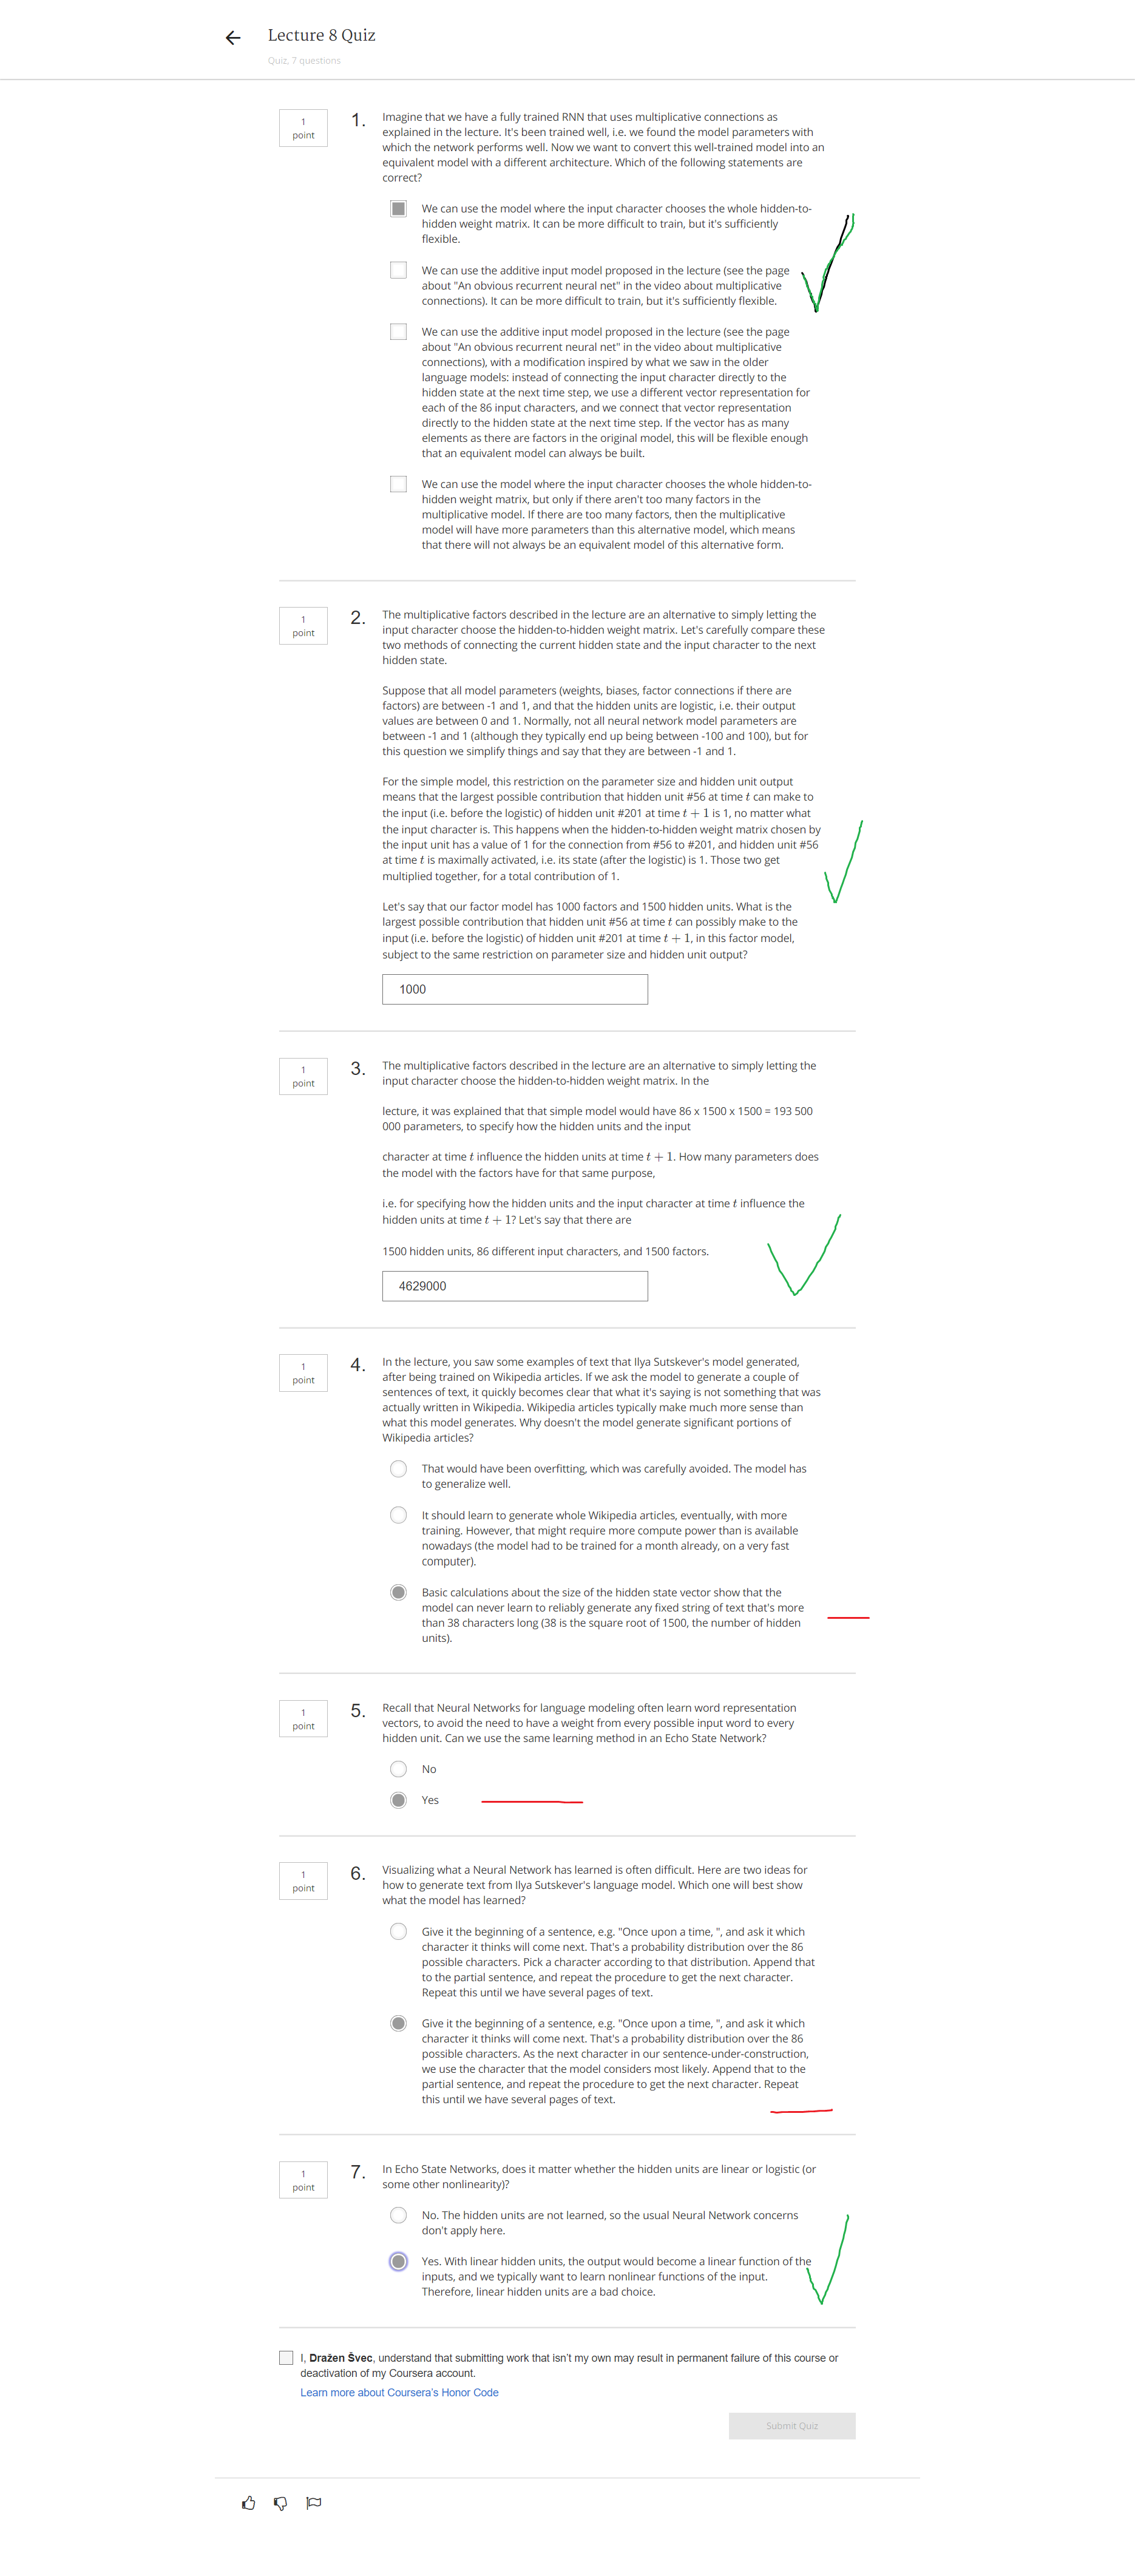 Lecture 8 Quiz
Quiz, 7 questions
1
point
1.
Imagine that we have a fully trained RNN that uses multiplicative connections as
explained in the lecture. It's been trained well, i.e. we found the model parameters with
which the network performs well. Now we want to convert this well-trained model into an
equivalent model with a different architecture. Which of the following statements are
correct?
We can use the model where the input character chooses the whole hidden-to-
hidden weight matrix. It can be more difficult to train, but it's sufficiently
flexible.
We can use the additive input model proposed in the lecture (see the page
about "An obvious recurrent neural net" in the video about multiplicative
connections). It can be more difficult to train, but it's sufficiently flexible.
We can use the additive input model proposed in the lecture (see the page
about "An obvious recurrent neural net" in the video about multiplicative
connections), with a modification inspired by what we saw in the older
language models: instead of connecting the input character directly to the
hidden state at the next time step, we use a different vector representation for
each of the 86 input characters, and we connect that vector representation
directly to the hidden state at the next time step. If the vector has as many
elements as there are factors in the original model, this will be flexible enough
that an equivalent model can always be built.
We can use the model where the input character chooses the whole hidden-to-
hidden weight matrix, but only if there aren't too many factors in the
multiplicative model. If there are too many factors, then the multiplicative
model will have more parameters than this alternative model, which means
that there will not always be an equivalent model of this alternative form.
1
point
2.
The multiplicative factors described in the lecture are an alternative to simply letting the
input character choose the hidden-to-hidden weight matrix. Let's carefully compare these
two methods of connecting the current hidden state and the input character to the next
hidden state.
Suppose that all model parameters (weights, biases, factor connections if there are
factors) are between -1 and 1, and that the hidden units are logistic, i.e. their output
values are between 0 and 1. Normally, not all neural network model parameters are
between -1 and 1 (although they typically end up being between -100 and 100), but for
this question we simplify things and say that they are between -1 and 1.
For the simple model, this restriction on the parameter size and hidden unit output
means that the largest possible contribution that hidden unit #56 at time t can make to
the input (i.e. before the logistic) of hidden unit #201 at time t + 1 is 1, no matter what
the input character is. This happens when the hidden-to-hidden weight matrix chosen by
the input unit has a value of 1 for the connection from #56 to #201, and hidden unit #56
at time t is maximally activated, i.e. its state (after the logistic) is 1. Those two get
multiplied together, for a total contribution of 1.
Let's say that our factor model has 1000 factors and 1500 hidden units. What is the
largest possible contribution that hidden unit #56 at time t can possibly make to the
input (i.e. before the logistic) of hidden unit #201 at time t + 1, in this factor model,
subject to the same restriction on parameter size and hidden unit output?
1000
1
point
3.
The multiplicative factors described in the lecture are an alternative to simply letting the
input character choose the hidden-to-hidden weight matrix. In the
lecture, it was explained that that simple model would have 86 x 1500 x 1500 = 193 500
000 parameters, to specify how the hidden units and the input
character at time t influence the hidden units at time t + 1. How many parameters does
the model with the factors have for that same purpose,
i.e. for specifying how the hidden units and the input character at time t influence the
hidden units at time t + 1? Let's say that there are
1500 hidden units, 86 different input characters, and 1500 factors.
4629000
1
point
4.
In the lecture, you saw some examples of text that Ilya Sutskever's model generated,
after being trained on Wikipedia articles. If we ask the model to generate a couple of
sentences of text, it quickly becomes clear that what it's saying is not something that was
actually written in Wikipedia. Wikipedia articles typically make much more sense than
what this model generates. Why doesn't the model generate significant portions of
Wikipedia articles?
That would have been overfitting, which was carefully avoided. The model has
to generalize well.
It should learn to generate whole Wikipedia articles, eventually, with more
training. However, that might require more compute power than is available
nowadays (the model had to be trained for a month already, on a very fast
computer).
Basic calculations about the size of the hidden state vector show that the
model can never learn to reliably generate any fixed string of text that's more
than 38 characters long (38 is the square root of 1500, the number of hidden
units).
1
point
5.
Recall that Neural Networks for language modeling often learn word representation
vectors, to avoid the need to have a weight from every possible input word to every
hidden unit. Can we use the same learning method in an Echo State Network?
No
Yes
1
point
6.
Visualizing what a Neural Network has learned is often difficult. Here are two ideas for
how to generate text from Ilya Sutskever's language model. Which one will best show
what the model has learned?
Give it the beginning of a sentence, e.g. "Once upon a time, ", and ask it which
character it thinks will come next. That's a probability distribution over the 86
possible characters. Pick a character according to that distribution. Append that
to the partial sentence, and repeat the procedure to get the next character.
Repeat this until we have several pages of text.
Give it the beginning of a sentence, e.g. "Once upon a time, ", and ask it which
character it thinks will come next. That's a probability distribution over the 86
possible characters. As the next character in our sentence-under-construction,
we use the character that the model considers most likely. Append that to the
partial sentence, and repeat the procedure to get the next character. Repeat
this until we have several pages of text.
1
point
7.
In Echo State Networks, does it matter whether the hidden units are linear or logistic (or
some other nonlinearity)?
No. The hidden units are not learned, so the usual Neural Network concerns
don't apply here.
Yes. With linear hidden units, the output would become a linear function of the
inputs, and we typically want to learn nonlinear functions of the input.
Therefore, linear hidden units are a bad choice.
I, Dražen Švec, understand that submitting work that isn't my own may result in permanent failure of this course or
deactivation of my Coursera account.
Learn more about Coursera's Honor Code
Submit Quiz